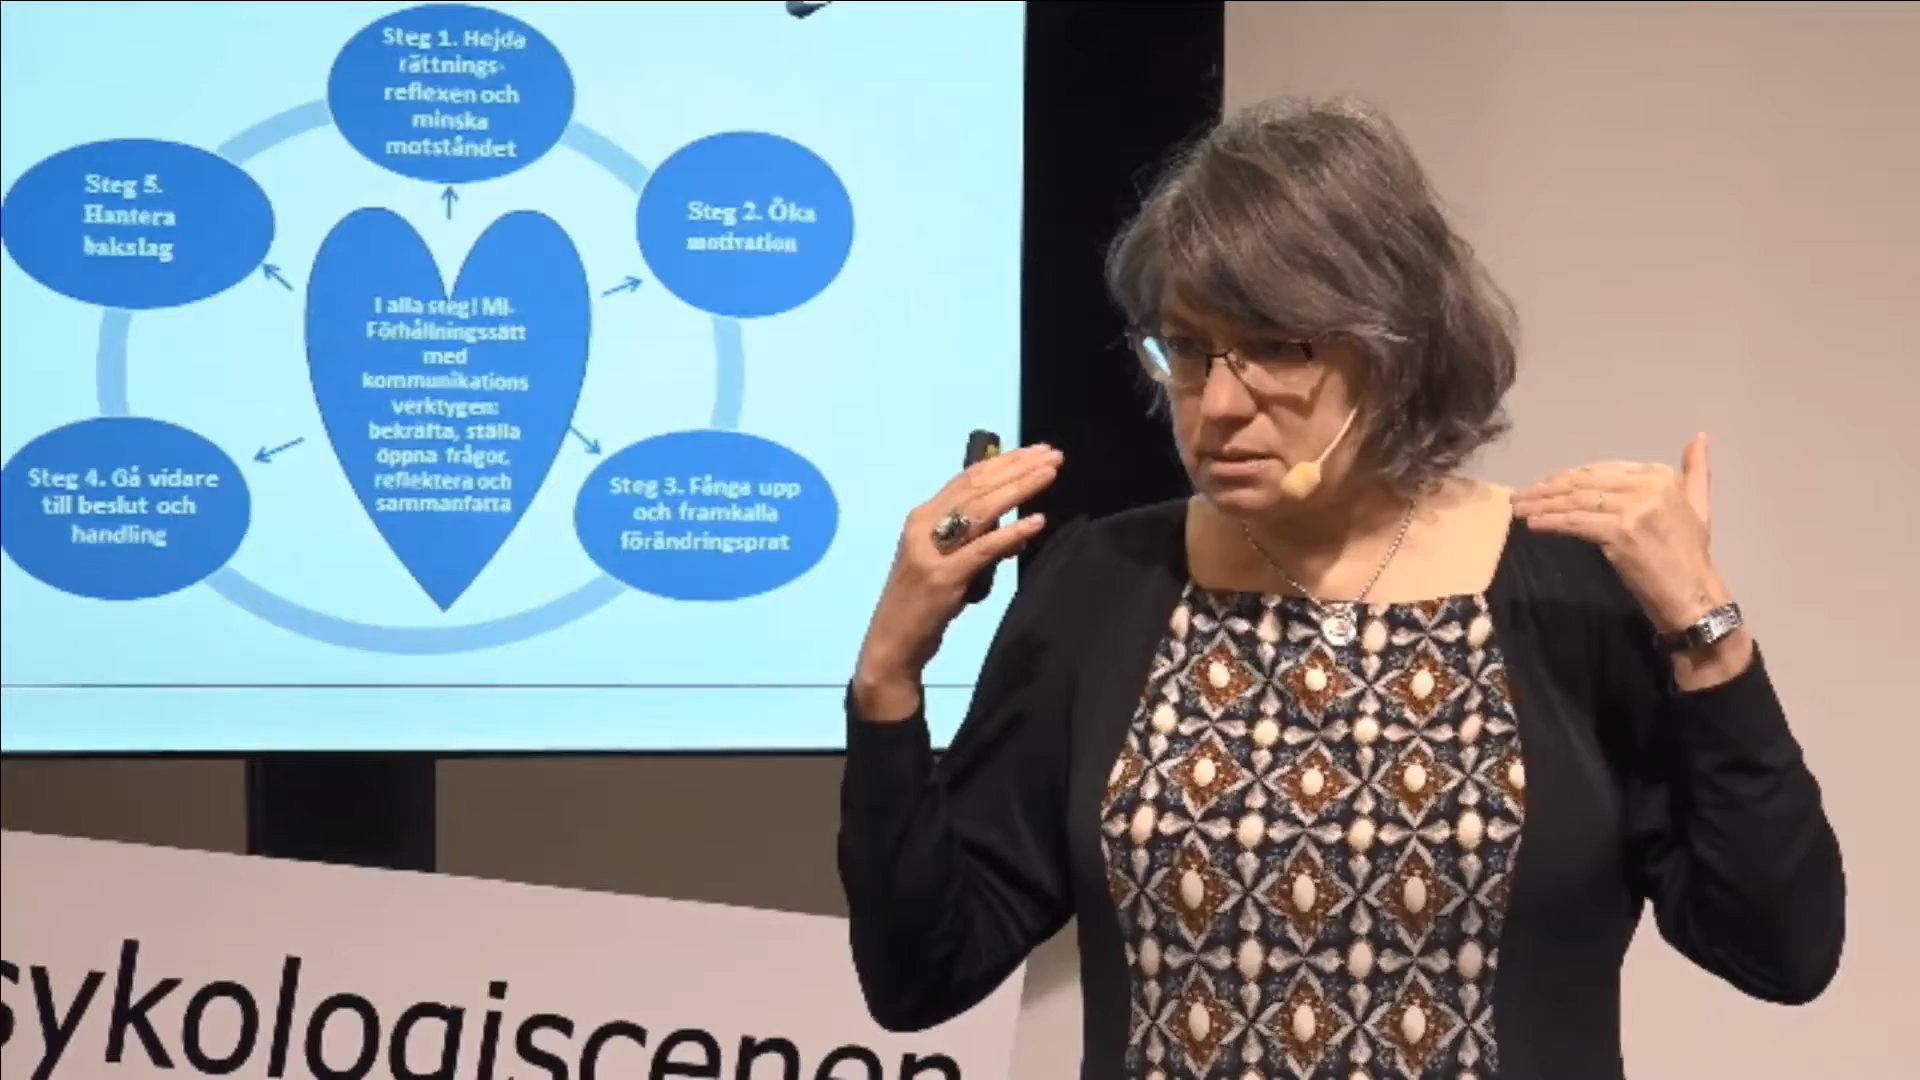 Steg 1. Hejda
rättnings-
reflexen och
minska
motståndet
Steg 2. Öka
motivation
Steg 3. Fånga upp
och framkalla
förändringsprat
Steg 4. Gå vidare
till beslut och
handling
Steg 5.
Hantera
bakslag
I alla steg! MI-
Förhållningssätt
med
kommunikations
verktygen:
bekräfta, ställa
öppna frågor,
reflektera och
sammanfatta
sykologiscenen